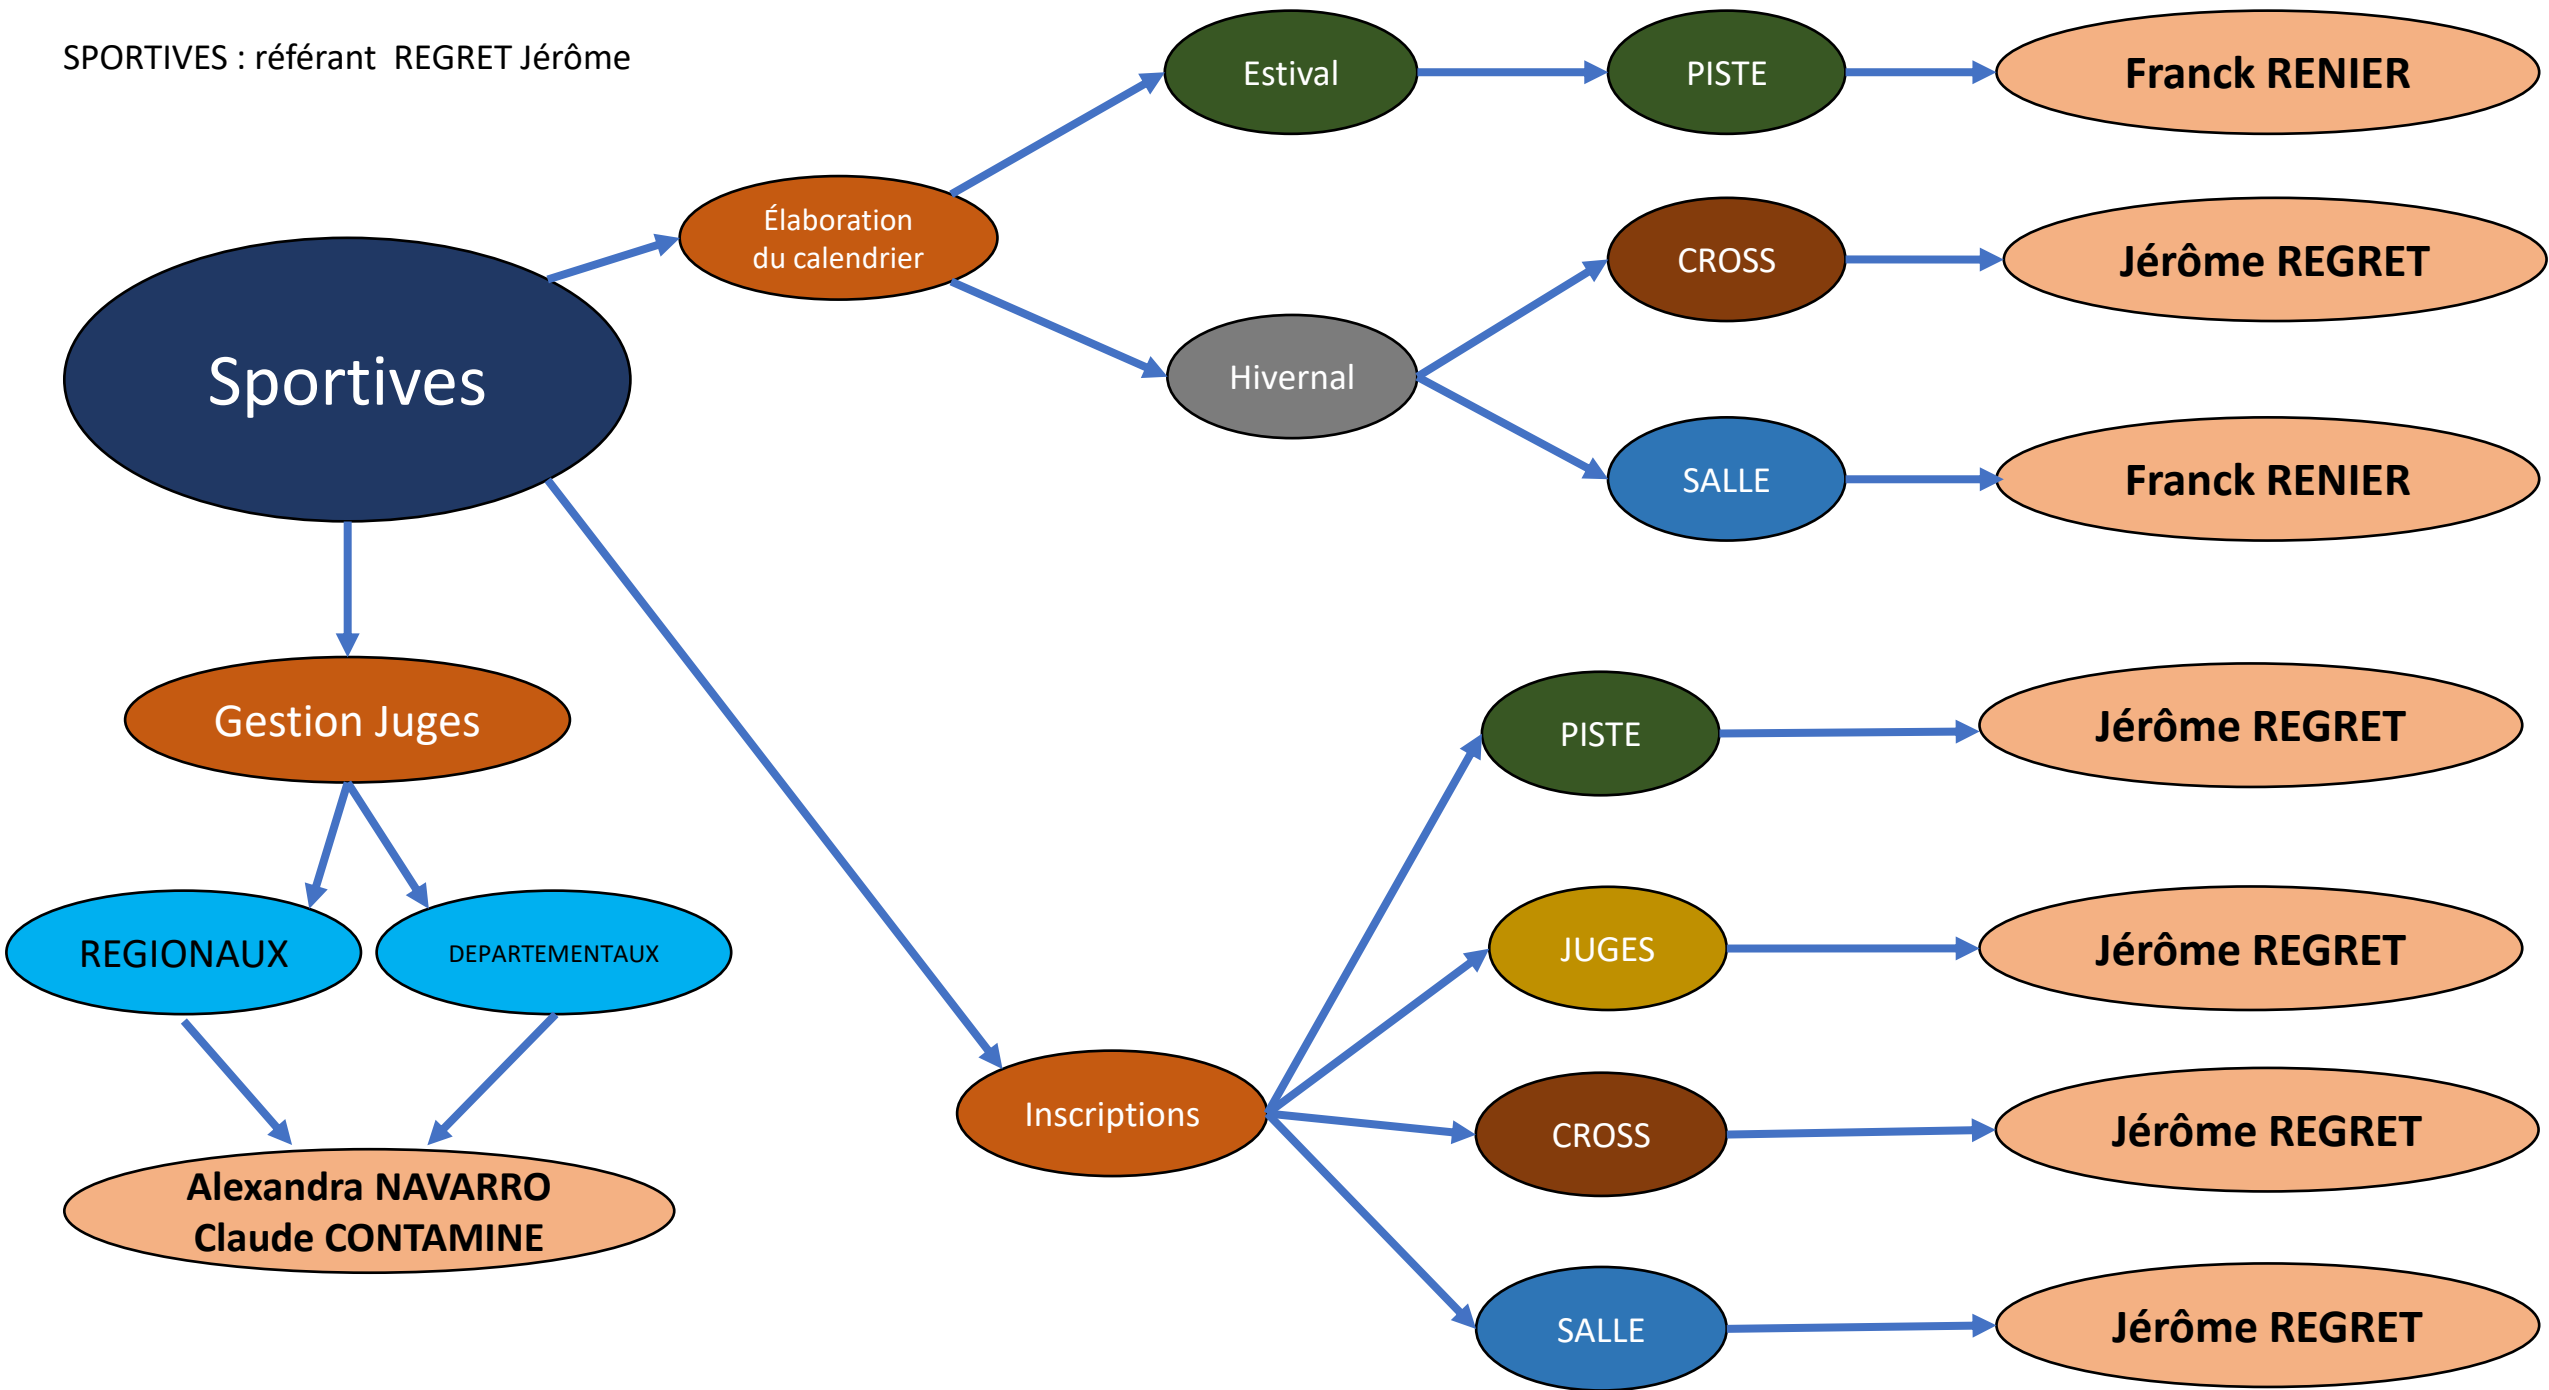 SPORTIVES : référant  REGRET Jérôme
Estival
PISTE
Franck RENIER
Élaboration
du calendrier
CROSS
Jérôme REGRET
Sportives
Hivernal
SALLE
Franck RENIER
Gestion Juges
PISTE
Jérôme REGRET
REGIONAUX
DEPARTEMENTAUX
JUGES
Jérôme REGRET
Inscriptions
CROSS
Jérôme REGRET
Alexandra NAVARRO
Claude CONTAMINE
SALLE
Jérôme REGRET